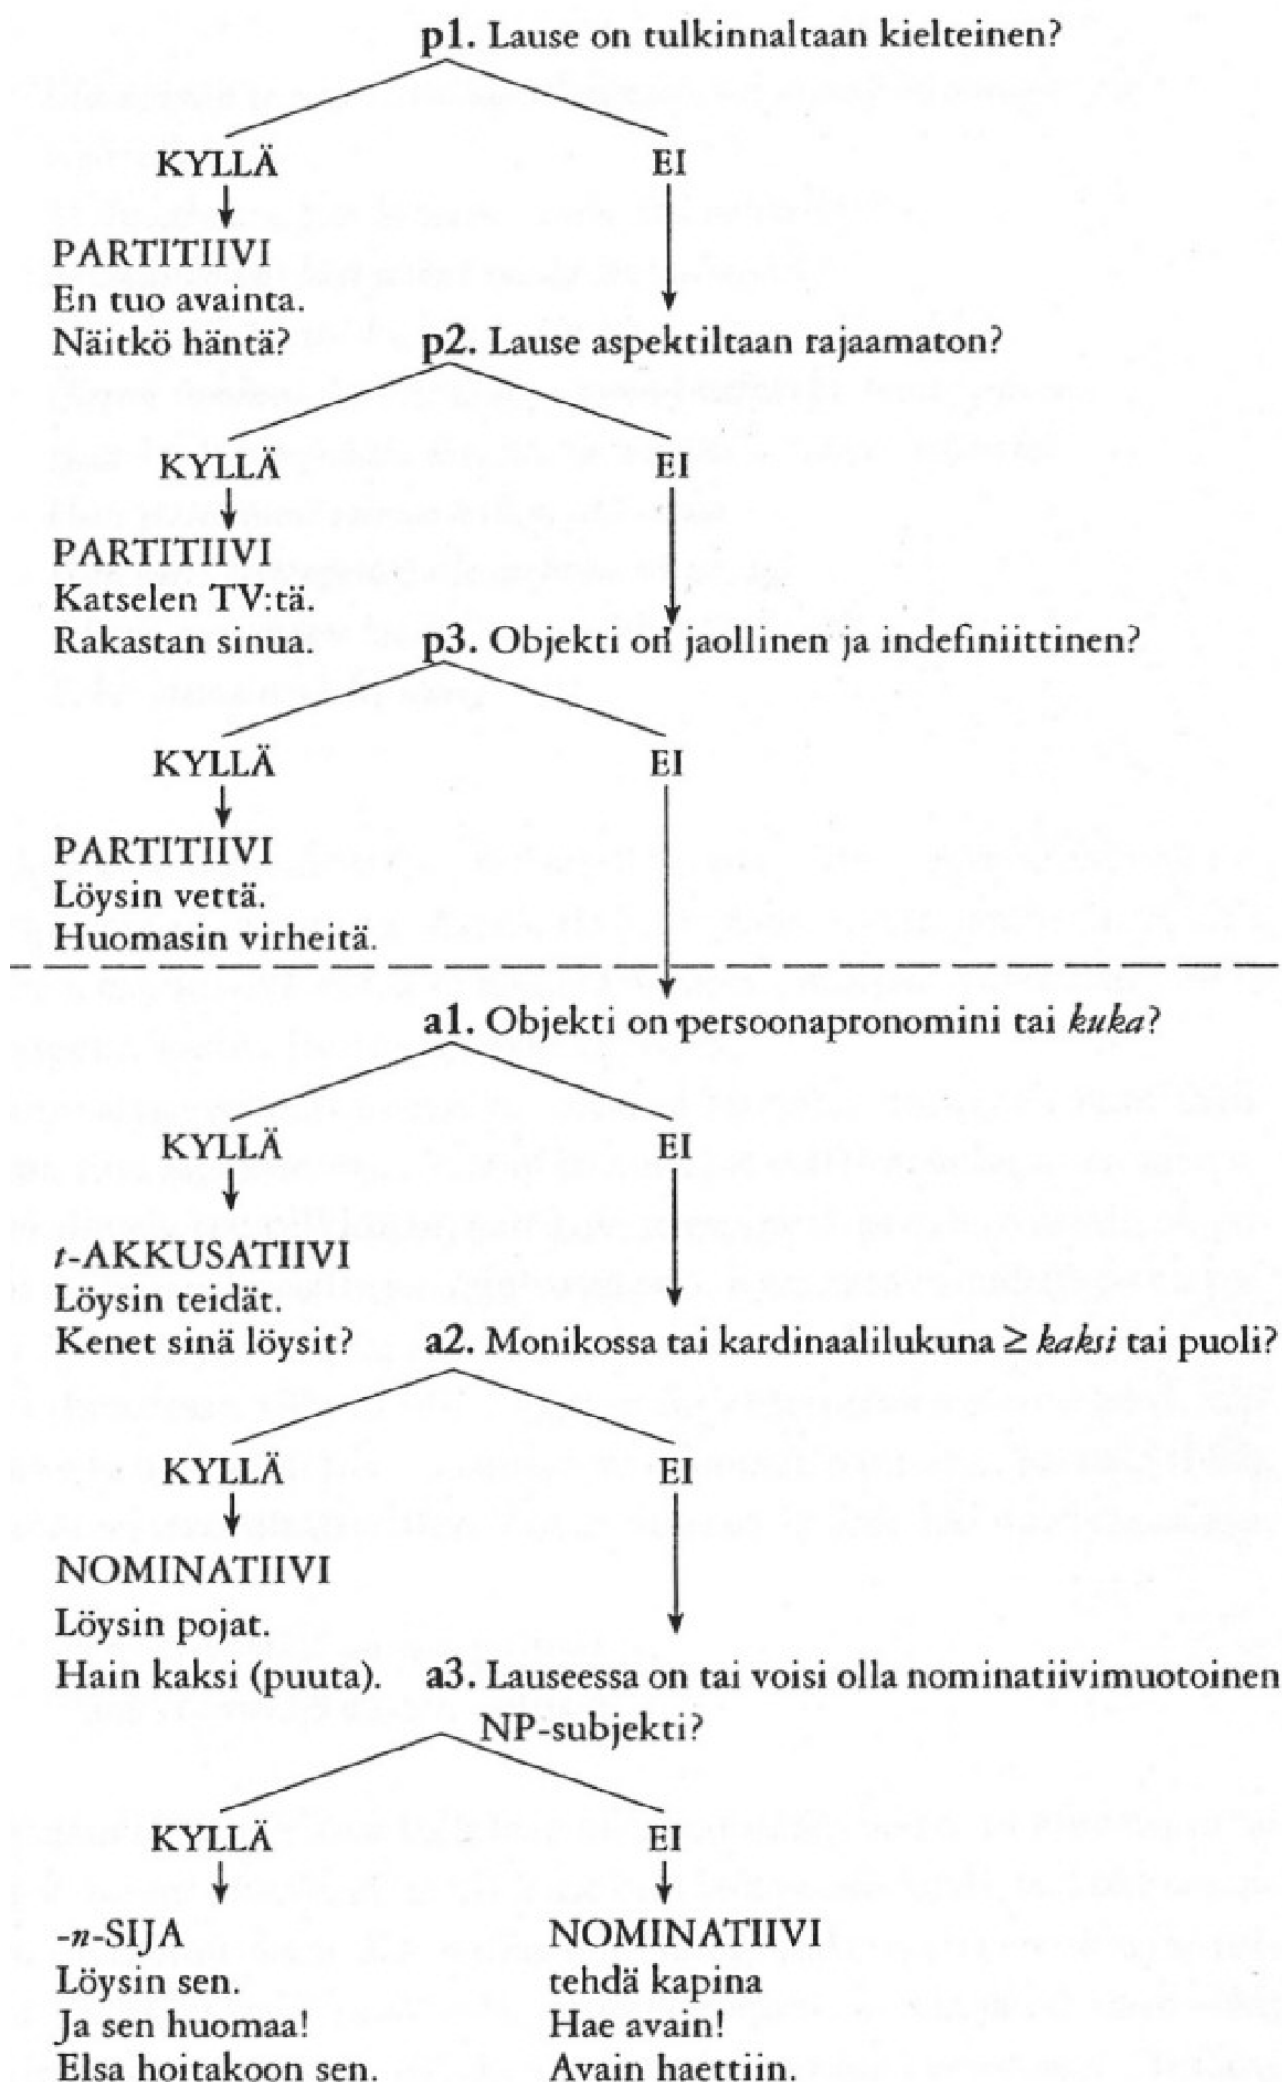 p1. Lause on tulkinnaltaan kielteinen?
KYLLÄ EI
PARTITIIVI
En tuo avainta.
Näitkö häntä? p2. Lause aspektiltaan rajaamaton?
KYLLÄ EI
PARTITIIVI
Katselen TV:tä.
Rakastan sinua. p3. Objekti on jaollinen ja indefiniittinen?
KYLLÄ EI
PARTITIIVI
Löysin vettä.
Huomasin virheitä.
a1. Objekti on persoonapronomini tai kuka?
KYLLÄ EI
t-AKKUSATIIVI
Löysin teidät.
Kenet sinä löysit? a2. Monikossa tai kardinaalilukuna ≥ kaksi tai puoli?
KYLLÄ EI
NOMINATIIVI
Löysin pojat.
Hain kaksi (puuta). a3. Lauseessa on tai voisi olla nominatiivimuotoinen
NP-subjekti?
KYLLÄ EI
-n-SIJA NOMINATIIVI
Löysin sen. tehdä kapina
Ja sen huomaa! Hae avain!
Elsa hoitakoon sen. Avain haettiin.